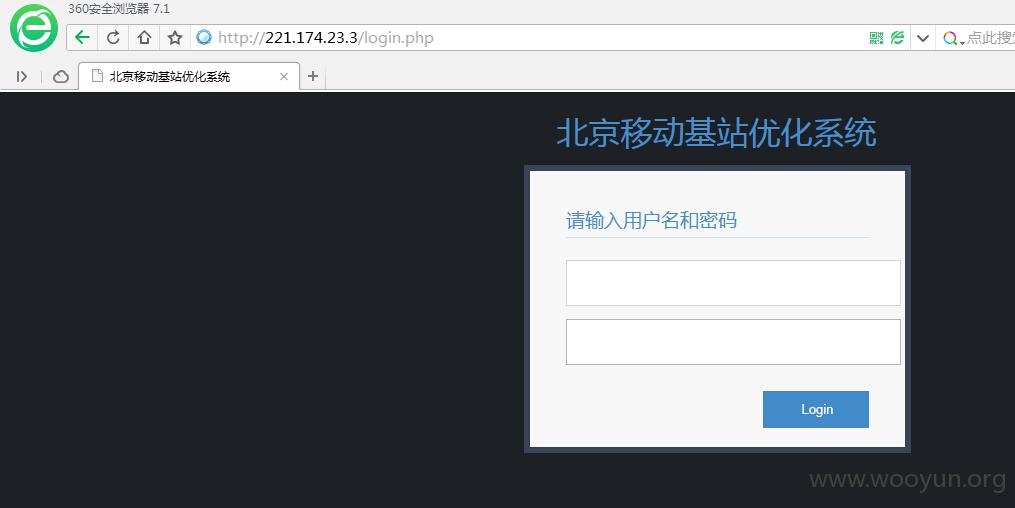 360安全浏览器 7.1
http://221.174.23.3/login.php
点此搜索
北京移动基站优化系统
北京移动基站优化系统
请输入用户名和密码
Login
www.wooyun.org